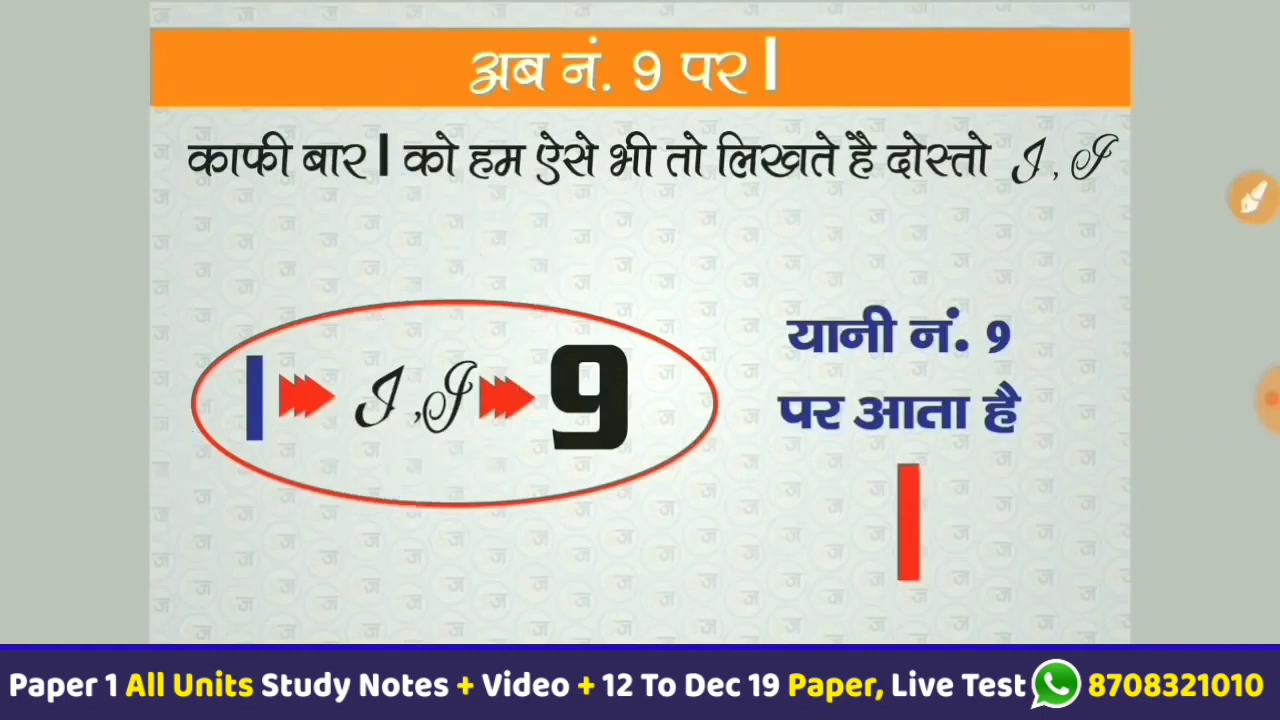 अब नं. 9 पर I
काफी बार I को हम ऐसे भी तो लिखते है दोस्तो I , I
I I , I 9
यानी नं. 9
पर आता है
I
Paper 1 All Units Study Notes + Video + 12 To Dec 19 Paper, Live Test 8708321010